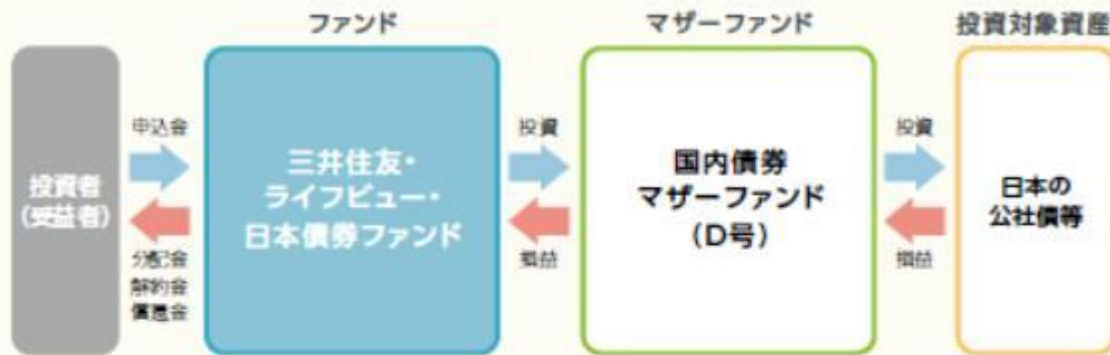 ファンド
マザーファンド
投資対象資産
投資者
(受益者)
申込金
分配金
解約金
償還金
三井住友・
ライフビュー・
日本債券ファンド
投資
損益
国内債券
マザーファンド
(D号)
投資
損益
日本の
公社債等